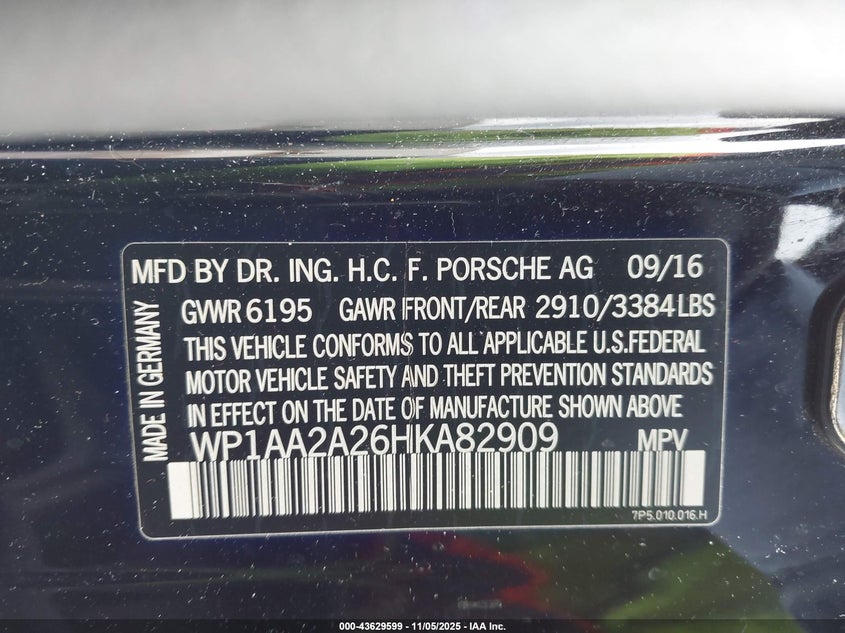 MFD BY DR. ING. H.C. F. PORSCHE AG 09/16
GVWR 6195 GAWR FRONT/REAR 2910/3384 LBS
THIS VEHICLE CONFORMS TO ALL APPLICABLE U.S.FEDERAL
MOTOR VEHICLE SAFETY AND THEFT PREVENTION STANDARDS
IN EFFECT ON THE DATE OF MANUFACTURE SHOWN ABOVE
WP1AA2A26HKA82909 MPV
7P5.010.016.H
MADE IN GERMANY
000-43629599 - 11/05/2025 - IAA Inc.